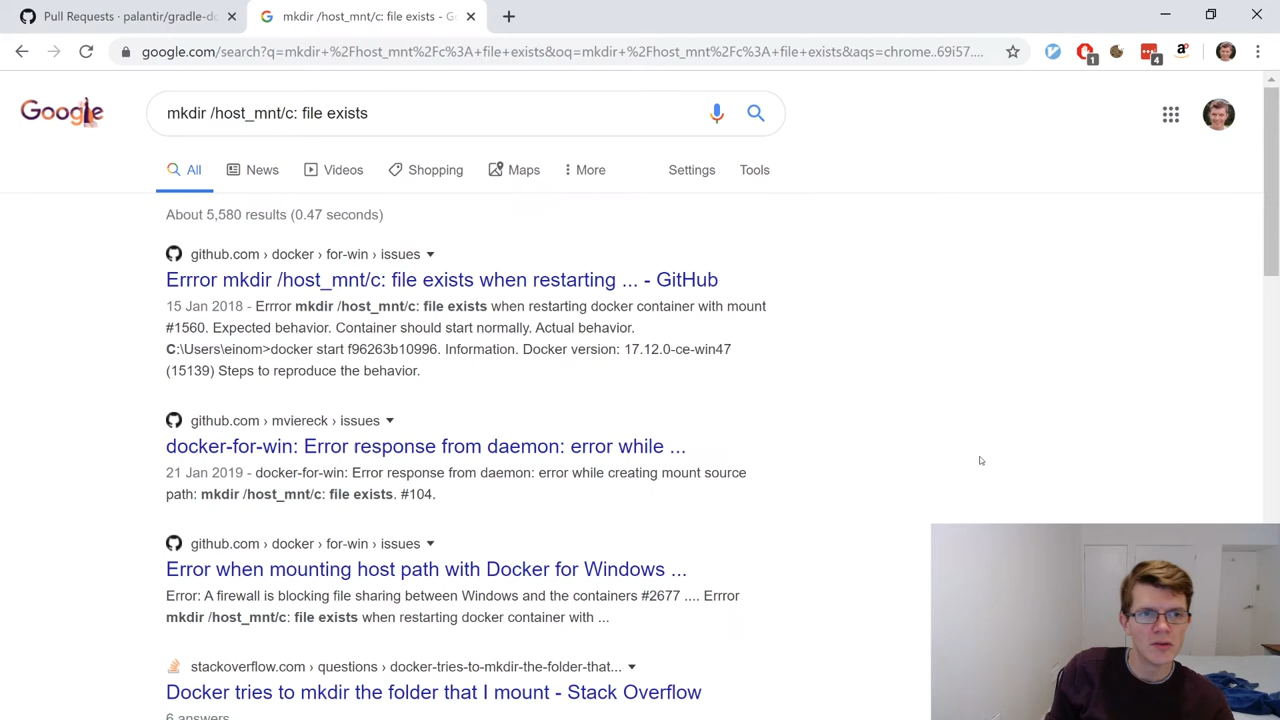 Pull Requests · palantir/gradle-do
mkdir /host_mnt/c: file exists - Go
google.com/search?q=mkdir+%2Fhost_mnt%2Fc%3A+file+exists&oq=mkdir+%2Fhost_mnt%2Fc%3A+file+exists&aqs=chrome..69i57....
1
4
a
Google
mkdir /host_mnt/c: file exists
All News Videos Shopping Maps More Settings Tools
About 5,580 results (0.47 seconds)
github.com › docker › for-win › issues
Errror mkdir /host_mnt/c: file exists when restarting ... - GitHub
15 Jan 2018 - Errror mkdir /host_mnt/c: file exists when restarting docker container with mount
#1560. Expected behavior. Container should start normally. Actual behavior.
C:\Users\einom>docker start f96263b10996. Information. Docker version: 17.12.0-ce-win47
(15139) Steps to reproduce the behavior.
github.com › mviereck › issues
docker-for-win: Error response from daemon: error while ...
21 Jan 2019 - docker-for-win: Error response from daemon: error while creating mount source
path: mkdir /host_mnt/c: file exists. #104.
github.com › docker › for-win › issues
Error when mounting host path with Docker for Windows ...
Error: A firewall is blocking file sharing between Windows and the containers #2677 .... Errror
mkdir /host_mnt/c: file exists when restarting docker container with ...
stackoverflow.com › questions › docker-tries-to-mkdir-the-folder-that...
Docker tries to mkdir the folder that I mount - Stack Overflow
6 answers